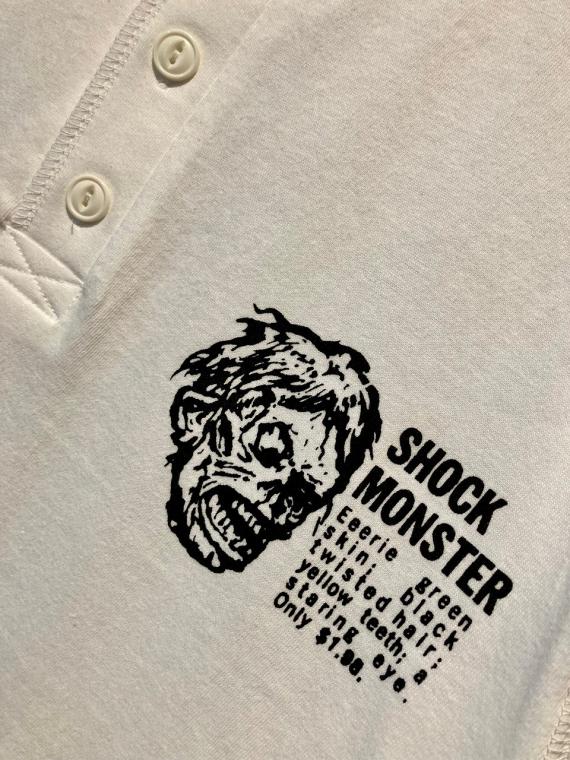 SHOCK
MONSTER
Eeerie green
skin; black
twisted hair;
yellow teeth; a
staring eye.
Only $1.98.